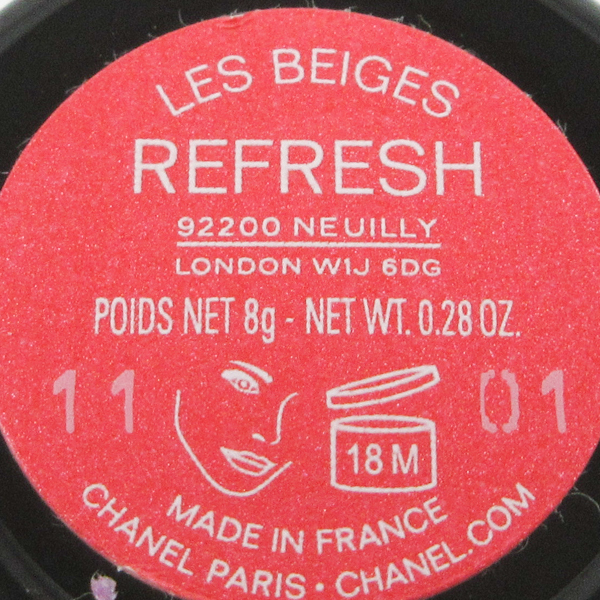 LES BEIGES
REFRESH
92200 NEUILLY
LONDON W1J 6DG
POIDS NET 8g - NET WT. 0.28 OZ.
11 01
18 M
MADE IN FRANCE
CHANEL PARIS • CHANEL.COM